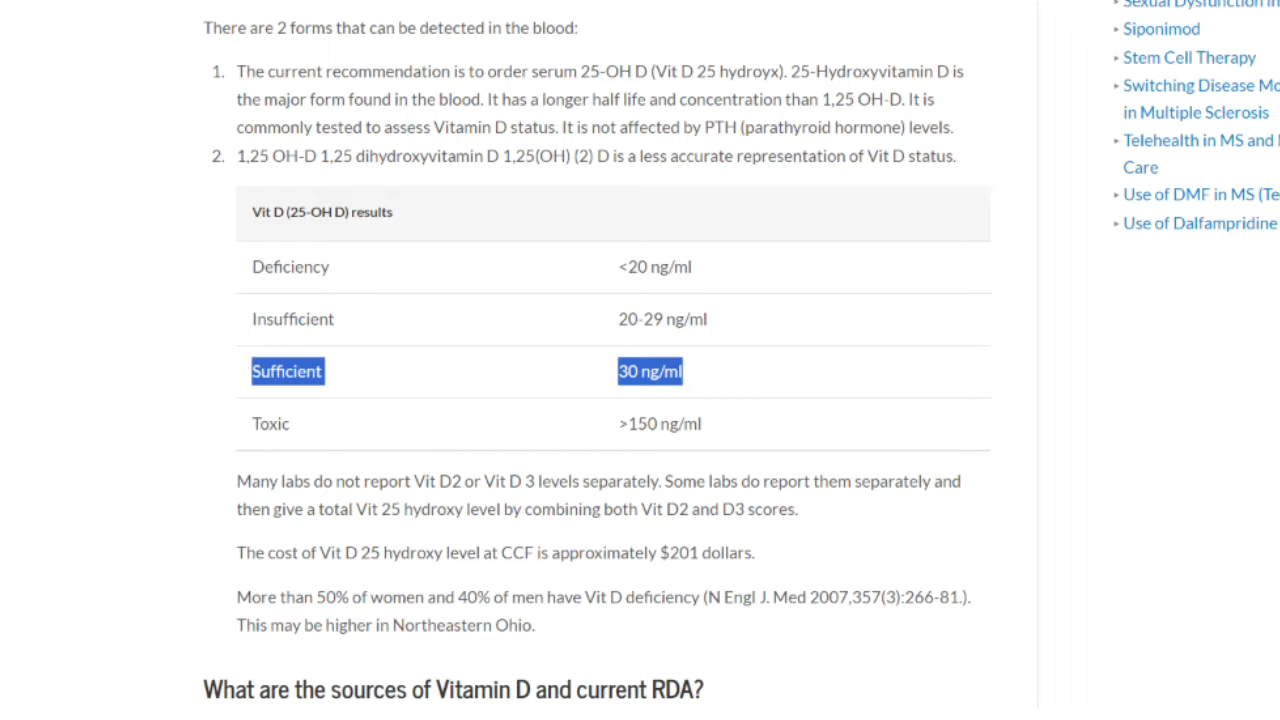 There are 2 forms that can be detected in the blood:
1. The current recommendation is to order serum 25-OH D (Vit D 25 hydroyx). 25-Hydroxyvitamin D is
the major form found in the blood. It has a longer half life and concentration than 1,25 OH-D. It is
commonly tested to assess Vitamin D status. It is not affected by PTH (parathyroid hormone) levels.
2. 1,25 OH-D 1,25 dihydroxyvitamin D 1,25(OH) (2) D is a less accurate representation of Vit D status.
Vit D (25-OH D) results
Deficiency <20 ng/ml
Insufficient 20-29 ng/ml
Sufficient 30 ng/ml
Toxic >150 ng/ml
Many labs do not report Vit D2 or Vit D 3 levels separately. Some labs do report them separately and
then give a total Vit 25 hydroxy level by combining both Vit D2 and D3 scores.
The cost of Vit D 25 hydroxy level at CCF is approximately $201 dollars.
More than 50% of women and 40% of men have Vit D deficiency (N Engl J. Med 2007,357(3):266-81.).
This may be higher in Northeastern Ohio.
What are the sources of Vitamin D and current RDA?
Sexual Dysfunction in
Siponimod
Stem Cell Therapy
Switching Disease Mo
in Multiple Sclerosis
Telehealth in MS and
Care
Use of DMF in MS (Te
Use of Dalfampridine